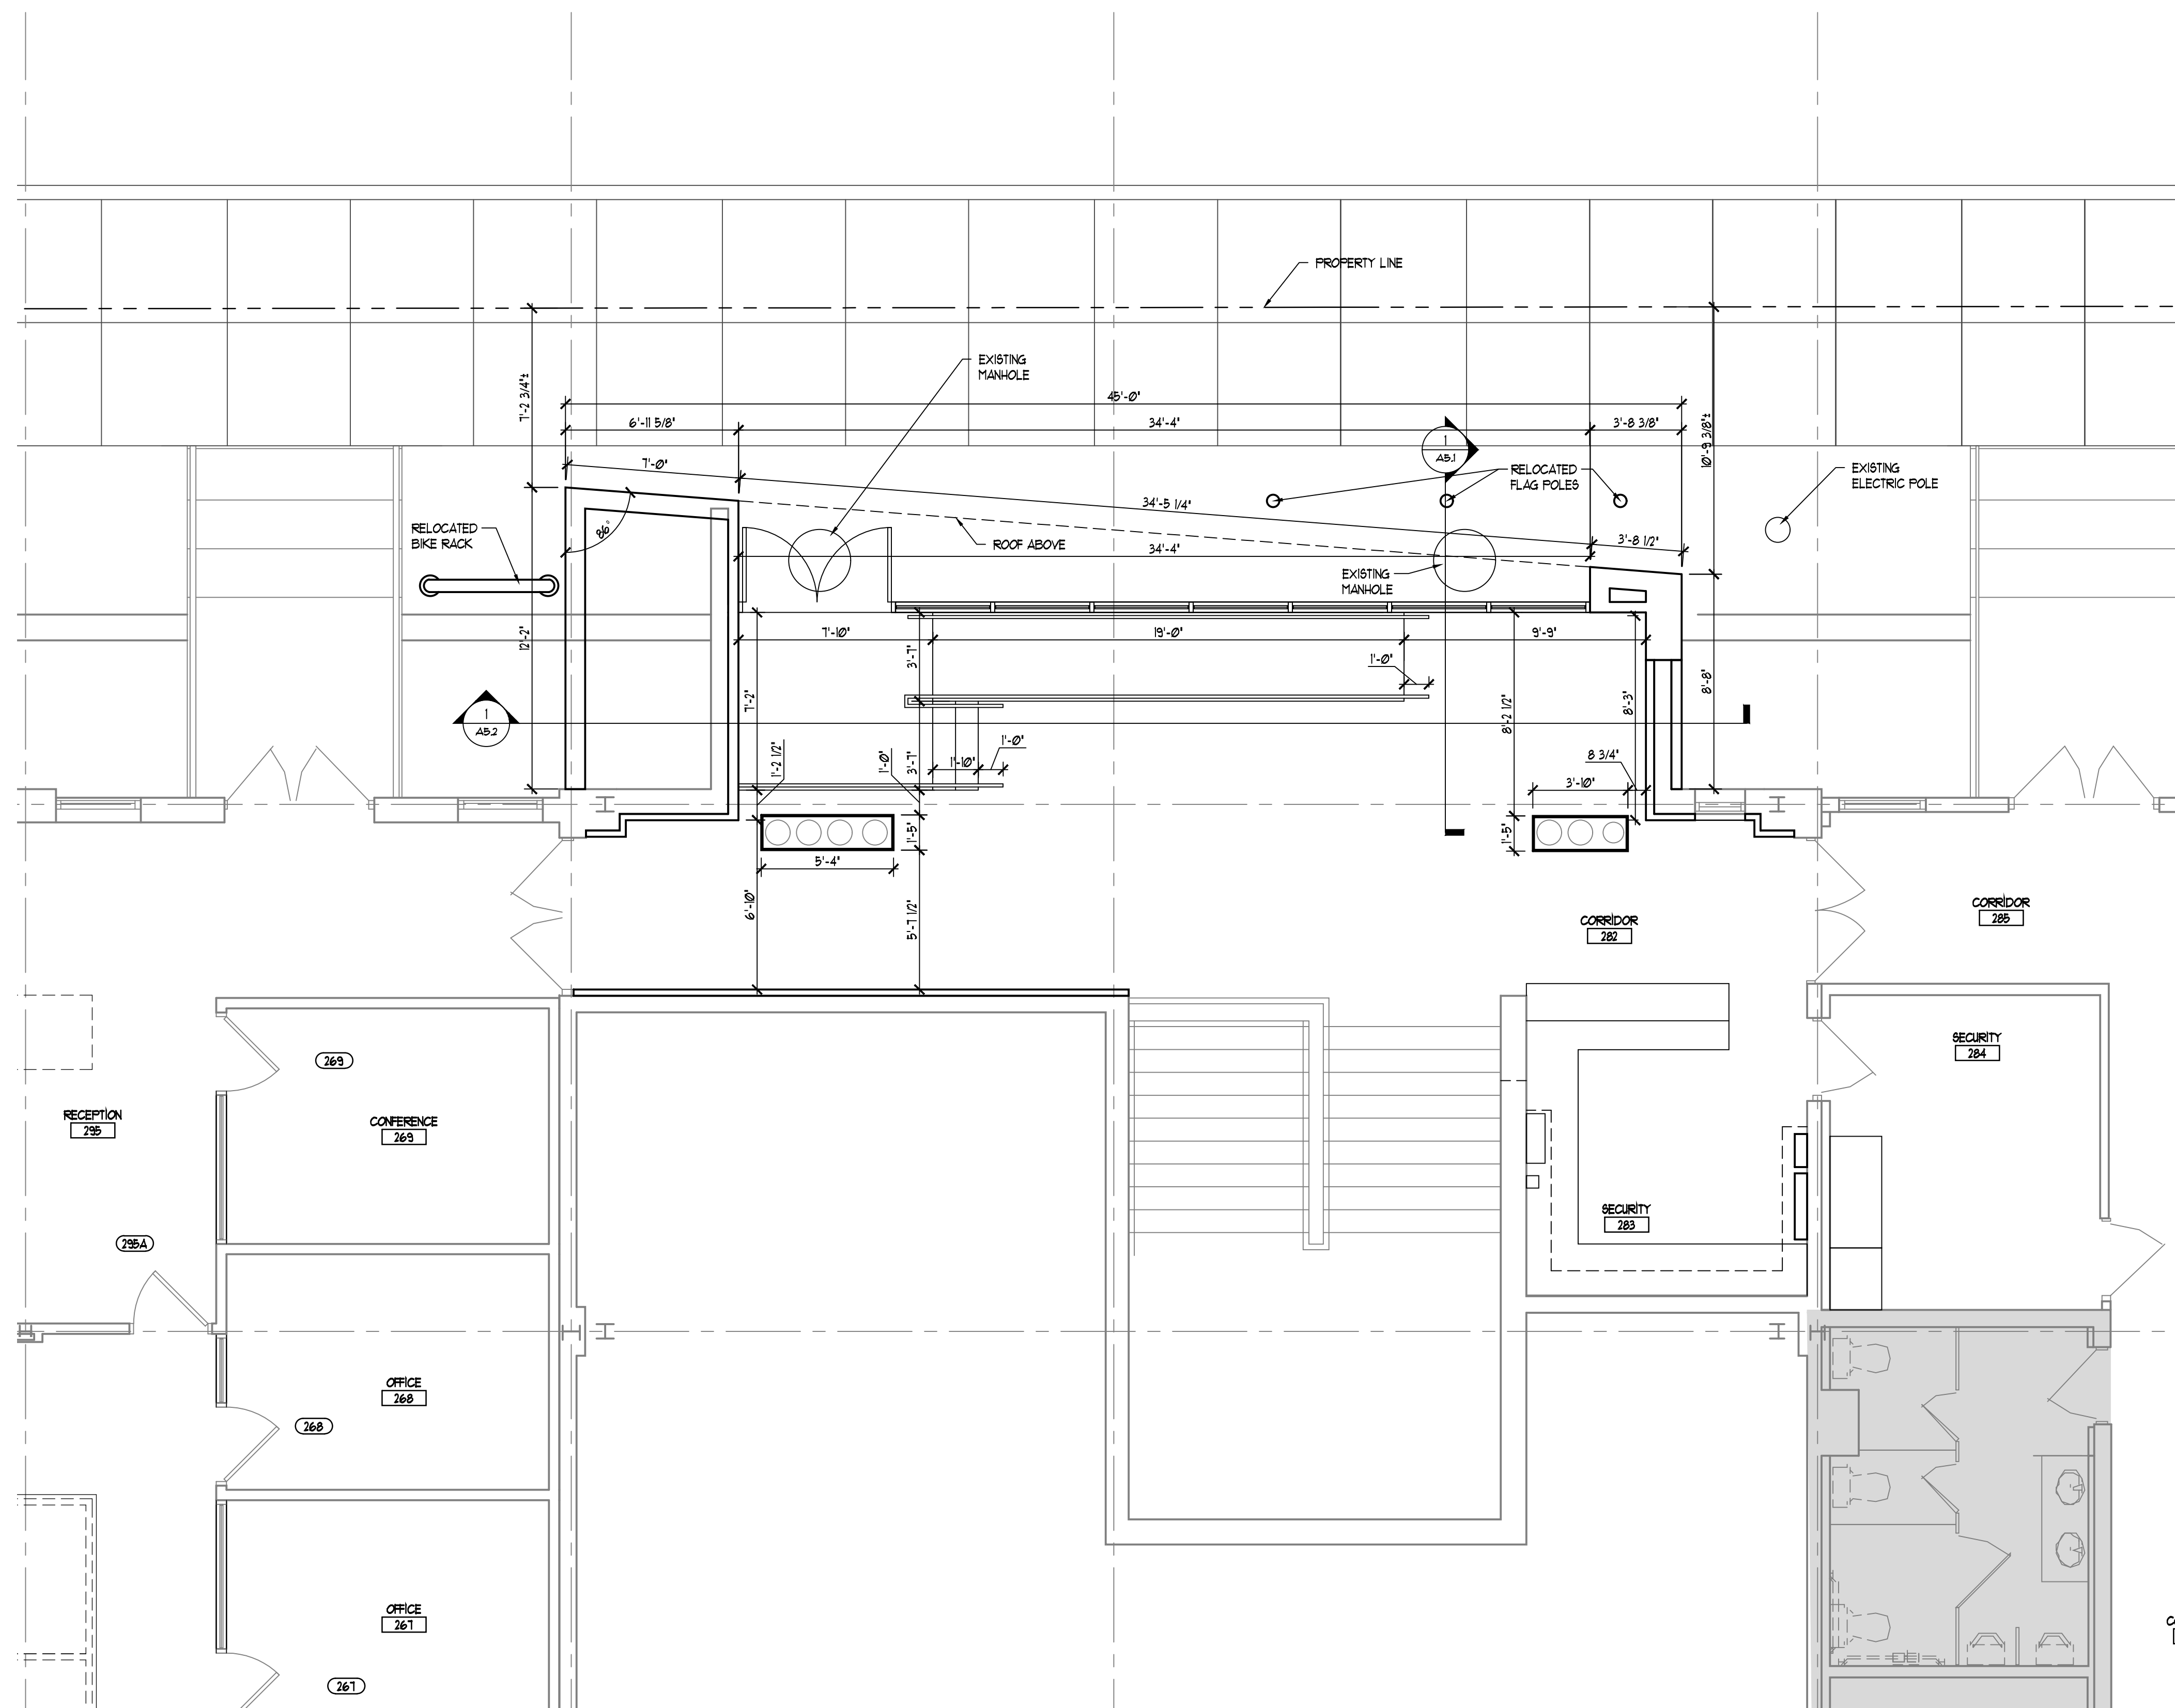 PROPERTY LINE
EXISTING
MANHOLE
7'-2 3/4"±
45'-0"
6'-11 5/8"
34'-4"
3'-8 3/8"
10'-9 3/8"±
1
A5.1
7'-0"
RELOCATED
FLAG POLES
EXISTING
ELECTRIC POLE
34'-5 1/4"
RELOCATED
BIKE RACK
86°
ROOF ABOVE
34'-4"
3'-8 1/2"
EXISTING
MANHOLE
12'-2"
7'-10"
19'-0"
9'-9"
3'-7"
1'-0"
7'-2"
8'-2 1/2"
8'-3"
8'-8"
1
A5.2
1'-2 1/2"
1'-0"
3'-7"
1'-10"
1'-0"
8 3/4"
3'-10"
1'-5"
1'-5"
5'-4"
6'-10"
5'-7 1/2"
CORRIDOR
282
CORRIDOR
285
SECURITY
284
269
RECEPTION
295
CONFERENCE
269
SECURITY
283
295A
OFFICE
268
268
OFFICE
267
267